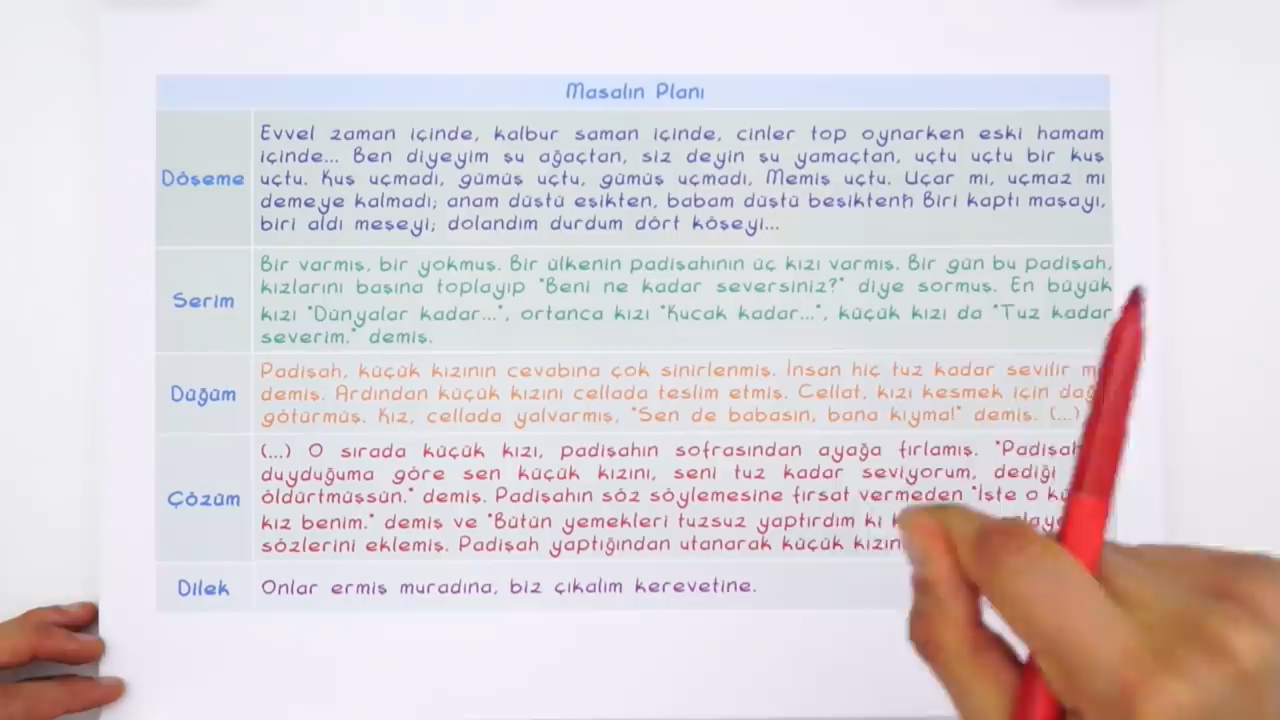 Masalın Planı
Döşeme
Evvel zaman içinde, kalbur saman içinde, cinler top oynarken eski hamam
içinde... Ben diyeyim şu ağaçtan, siz deyin şu yamaçtan, uçtu uçtu bir kuş
uçtu. Kuş uçmadı, gümüş uçtu, gümüş uçmadı, Memiş uçtu. Uçar mı, uçmaz mı
demeye kalmadı; anam düştü eşikten, babam düştü beşikten. Biri kaptı maşayı,
biri aldı meşeyi; dolandım durdum dört köşeyi...
Serim
Bir varmış, bir yokmuş. Bir ülkenin padişahının üç kızı varmış. Bir gün bu padişah,
kızlarını başına toplayıp "Beni ne kadar seversiniz?" diye sormuş. En büyük
kızı "Dünyalar kadar...", ortanca kızı "Kucak kadar...", küçük kızı da "Tuz kadar
severim." demiş.
Düğüm
Padişah, küçük kızının cevabına çok sinirlenmiş. İnsan hiç tuz kadar sevilir
demiş. Ardından küçük kızını cellada teslim etmiş. Cellat, kızı kesmek için
götürmüş. Kız, cellada yalvarmış, "Sen de babasın, bana kıyma!" demiş. (...)
Çözüm
(...) O sırada küçük kızı, padişahın sofrasından ayağa fırlamış. "Padişah
duyduğuma göre sen küçük kızını, seni tuz kadar seviyorum, dediği
öldürtmüşsün." demiş. Padişahın söz söylemesine fırsat vermeden "İşte o
kız benim." demiş ve "Bütün yemekleri tuzsuz yaptırdım ki
sözlerini eklemiş. Padişah yaptığından utanarak küçük
Dilek
Onlar ermiş muradına, biz çıkalım kerevetine.